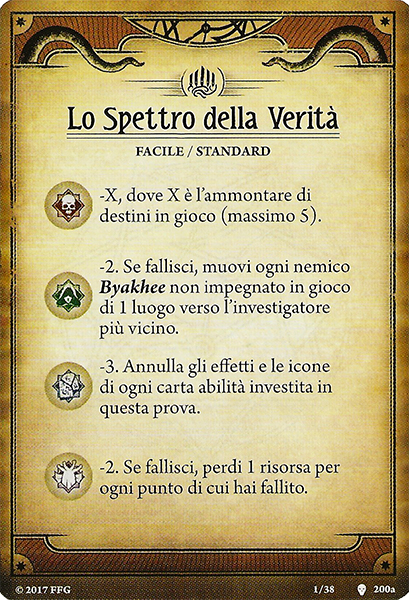 Lo Spettro della Verità
FACILE / STANDARD
-X, dove X è l'ammontare di
destini in gioco (massimo 5).
-2. Se fallisci, muovi ogni nemico
Byakhee non impegnato in gioco
di 1 luogo verso l'investigatore
più vicino.
-3. Annulla gli effetti e le icone
di ogni carta abilità investita in
questa prova.
-2. Se fallisci, perdi 1 risorsa per
ogni punto di cui hai fallito.
© 2017 FFG
1/38
200a